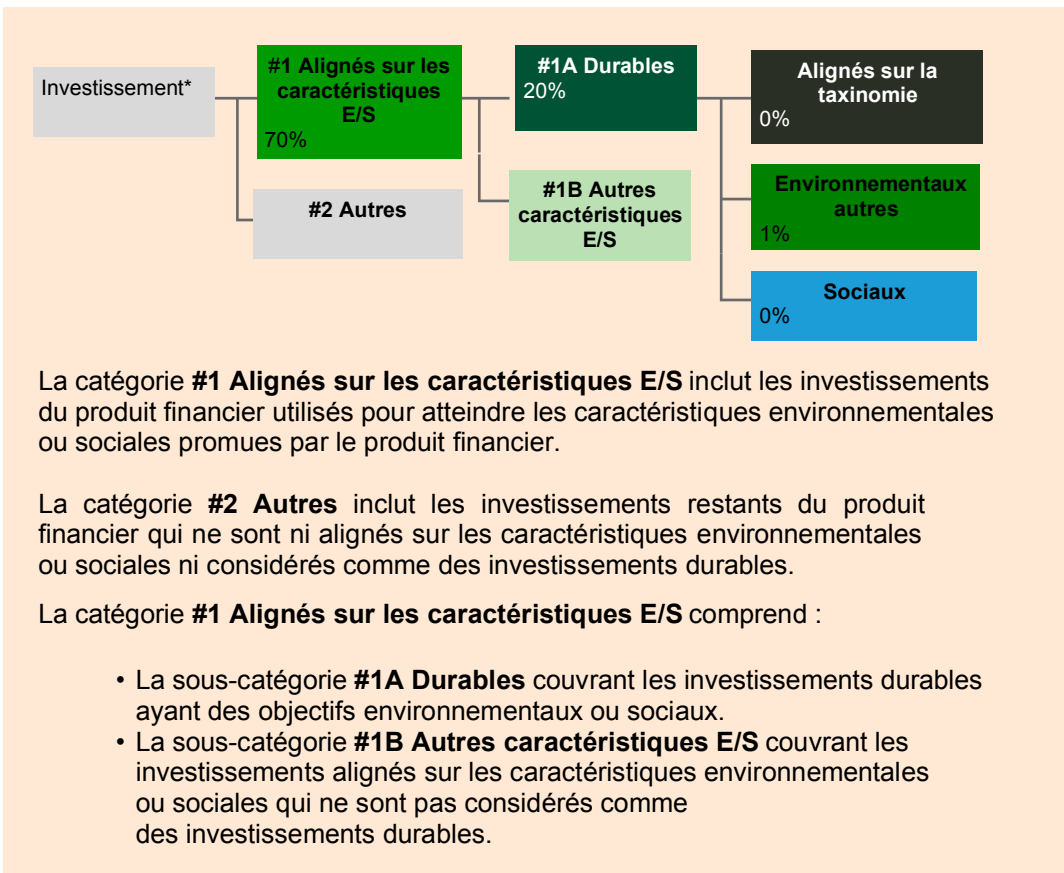 Investissement*
#1 Alignés sur les
caractéristiques
E/S
70%
#2 Autres
#1A Durables
20%
#1B Autres
caractéristiques
E/S
Alignés sur la
taxinomie
0%
Environnementaux
autres
1%
Sociaux
0%
La catégorie #1 Alignés sur les caractéristiques E/S inclut les investissements
du produit financier utilisés pour atteindre les caractéristiques environnementales
ou sociales promues par le produit financier.
La catégorie #2 Autres inclut les investissements restants du produit
financier qui ne sont ni alignés sur les caractéristiques environnementales
ou sociales ni considérés comme des investissements durables.
La catégorie #1 Alignés sur les caractéristiques E/S comprend :
• La sous-catégorie #1A Durables couvrant les investissements durables
ayant des objectifs environnementaux ou sociaux.
• La sous-catégorie #1B Autres caractéristiques E/S couvrant les
investissements alignés sur les caractéristiques environnementales
ou sociales qui ne sont pas considérés comme
des investissements durables.